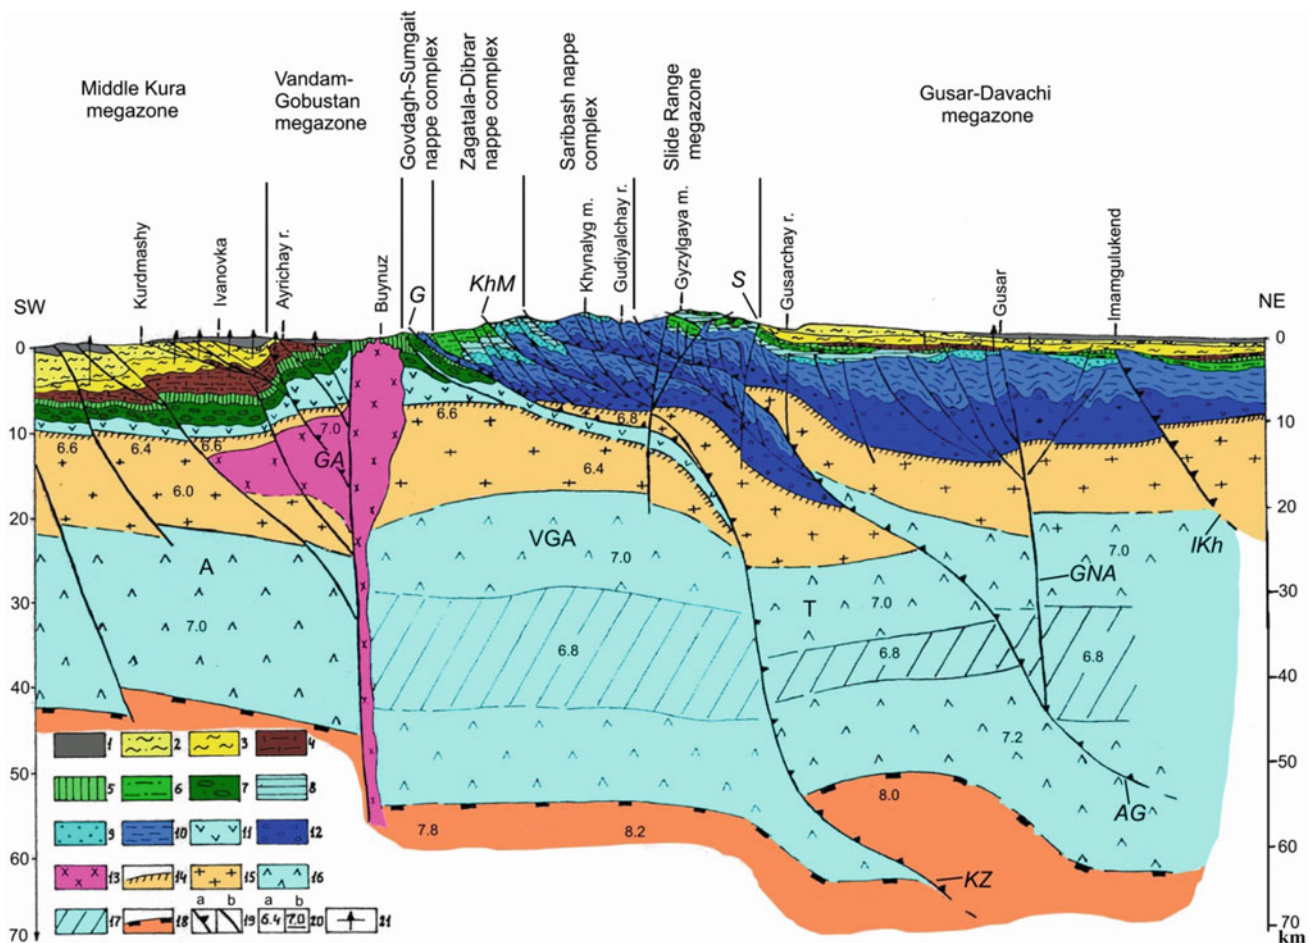 Middle Kura
megazone
Vandam-
Gobustan
megazone
Govdagh-Sumgait
nappe complex
Zagatala-Dibrar
nappe complex
Saribash nappe
complex
Slide Range
megazone
Gusar-Davachi
megazone
Kurdmashy
Ivanovka
Ayrichay r.
Buynuz
G
KhM
Khynalyg m.
Gudiyalchay r.
Gyzylgaya m.
S
Gusarchay r.
Gusar
Imamgulukend
SW
NE
0
0
10
10
20
20
30
30
40
40
50
50
60
60
70
70
km
6.6
6.4
6.6
7.0
6.6
6.8
GA
6.0
6.4
VGA
7.0
7.0
IKh
A
GNA
T
7.0
7.0
6.8
6.8
6.8
7.2
8.0
AG
7.8
8.2
KZ
1
2
3
4
5
6
7
8
9
10
11
12
13
14
15
16
a b
a b
17
18
19
6.4 7.0 20
21